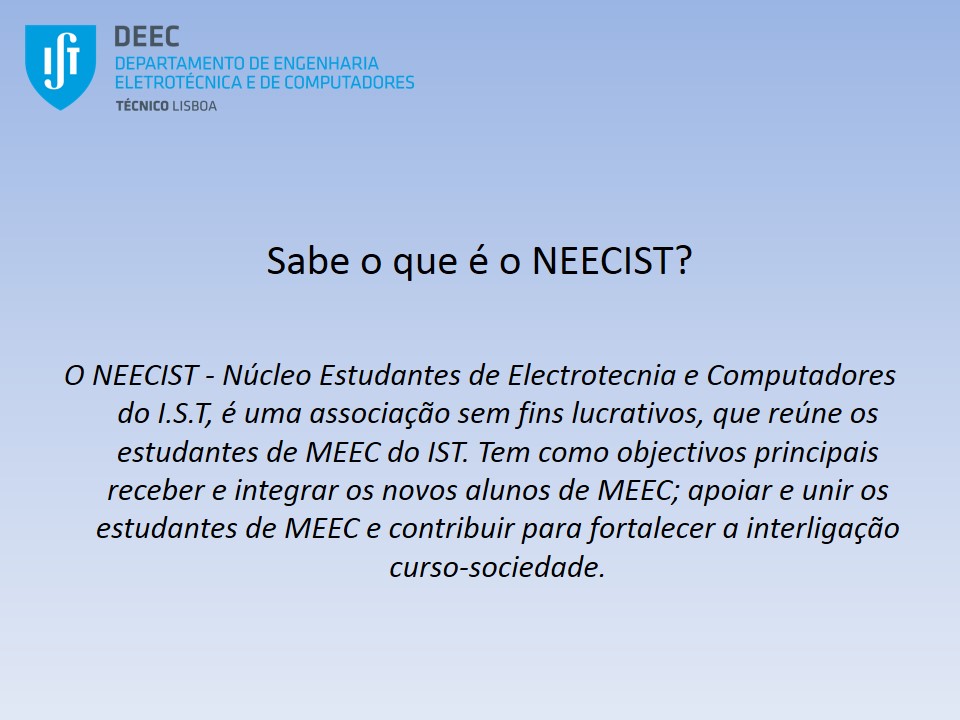 IST
DEEC
DEPARTAMENTO DE ENGENHARIA
ELETROTÉCNICA E DE COMPUTADORES
TÉCNICO LISBOA
Sabe o que é o NEECIST?
O NEECIST - Núcleo Estudantes de Electrotecnia e Computadores
do I.S.T, é uma associação sem fins lucrativos, que reúne os
estudantes de MEEC do IST. Tem como objectivos principais
receber e integrar os novos alunos de MEEC; apoiar e unir os
estudantes de MEEC e contribuir para fortalecer a interligação
curso-sociedade.